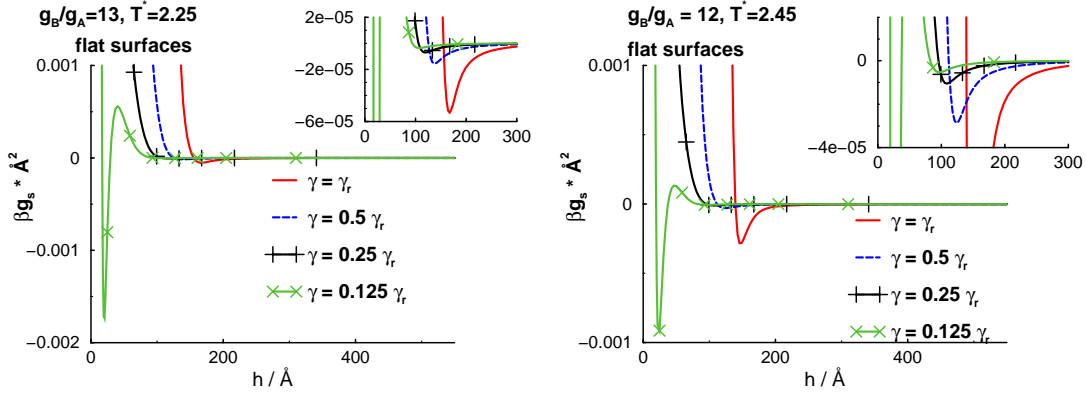 g_B/g_A=13, T*=2.25
flat surfaces
0.001
0
−0.001
−0.002
βg_s * Å²
0
200
400
h / Å
γ = γ_r
γ = 0.5 γ_r
γ = 0.25 γ_r
γ = 0.125 γ_r
2e−05
−2e−05
−6e−05
0
100
200
300
g_B/g_A = 12, T*=2.45
flat surfaces
0.001
0
−0.001
βg_s * Å²
0
200
400
h / Å
γ = γ_r
γ = 0.5 γ_r
γ = 0.25 γ_r
γ = 0.125 γ_r
0
−4e−05
0
100
200
300